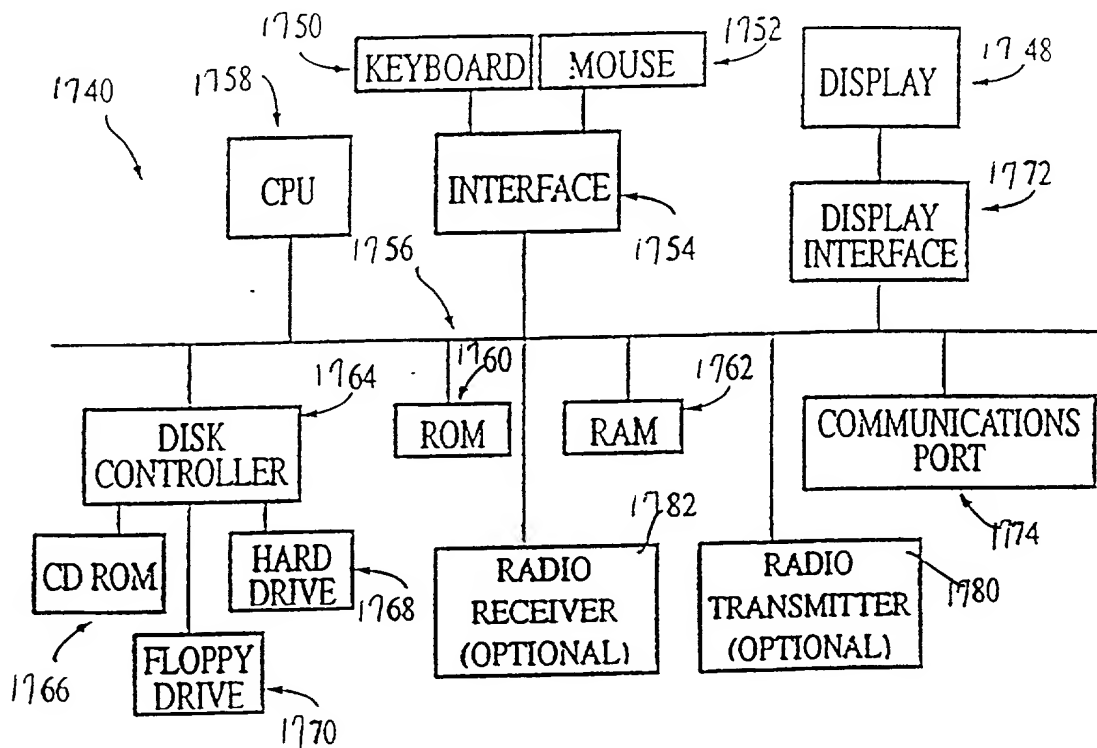 1750
KEYBOARD
MOUSE
1752
1740
1758
DISPLAY
1748
CPU
INTERFACE
1772
DISPLAY
INTERFACE
1756
1754
1764
1760
1762
DISK
CONTROLLER
ROM
RAM
COMMUNICATIONS
PORT
1782
1774
CD ROM
HARD
DRIVE
1768
RADIO
RECEIVER
(OPTIONAL)
RADIO
TRANSMITTER
(OPTIONAL)
1780
1766
FLOPPY
DRIVE
1770